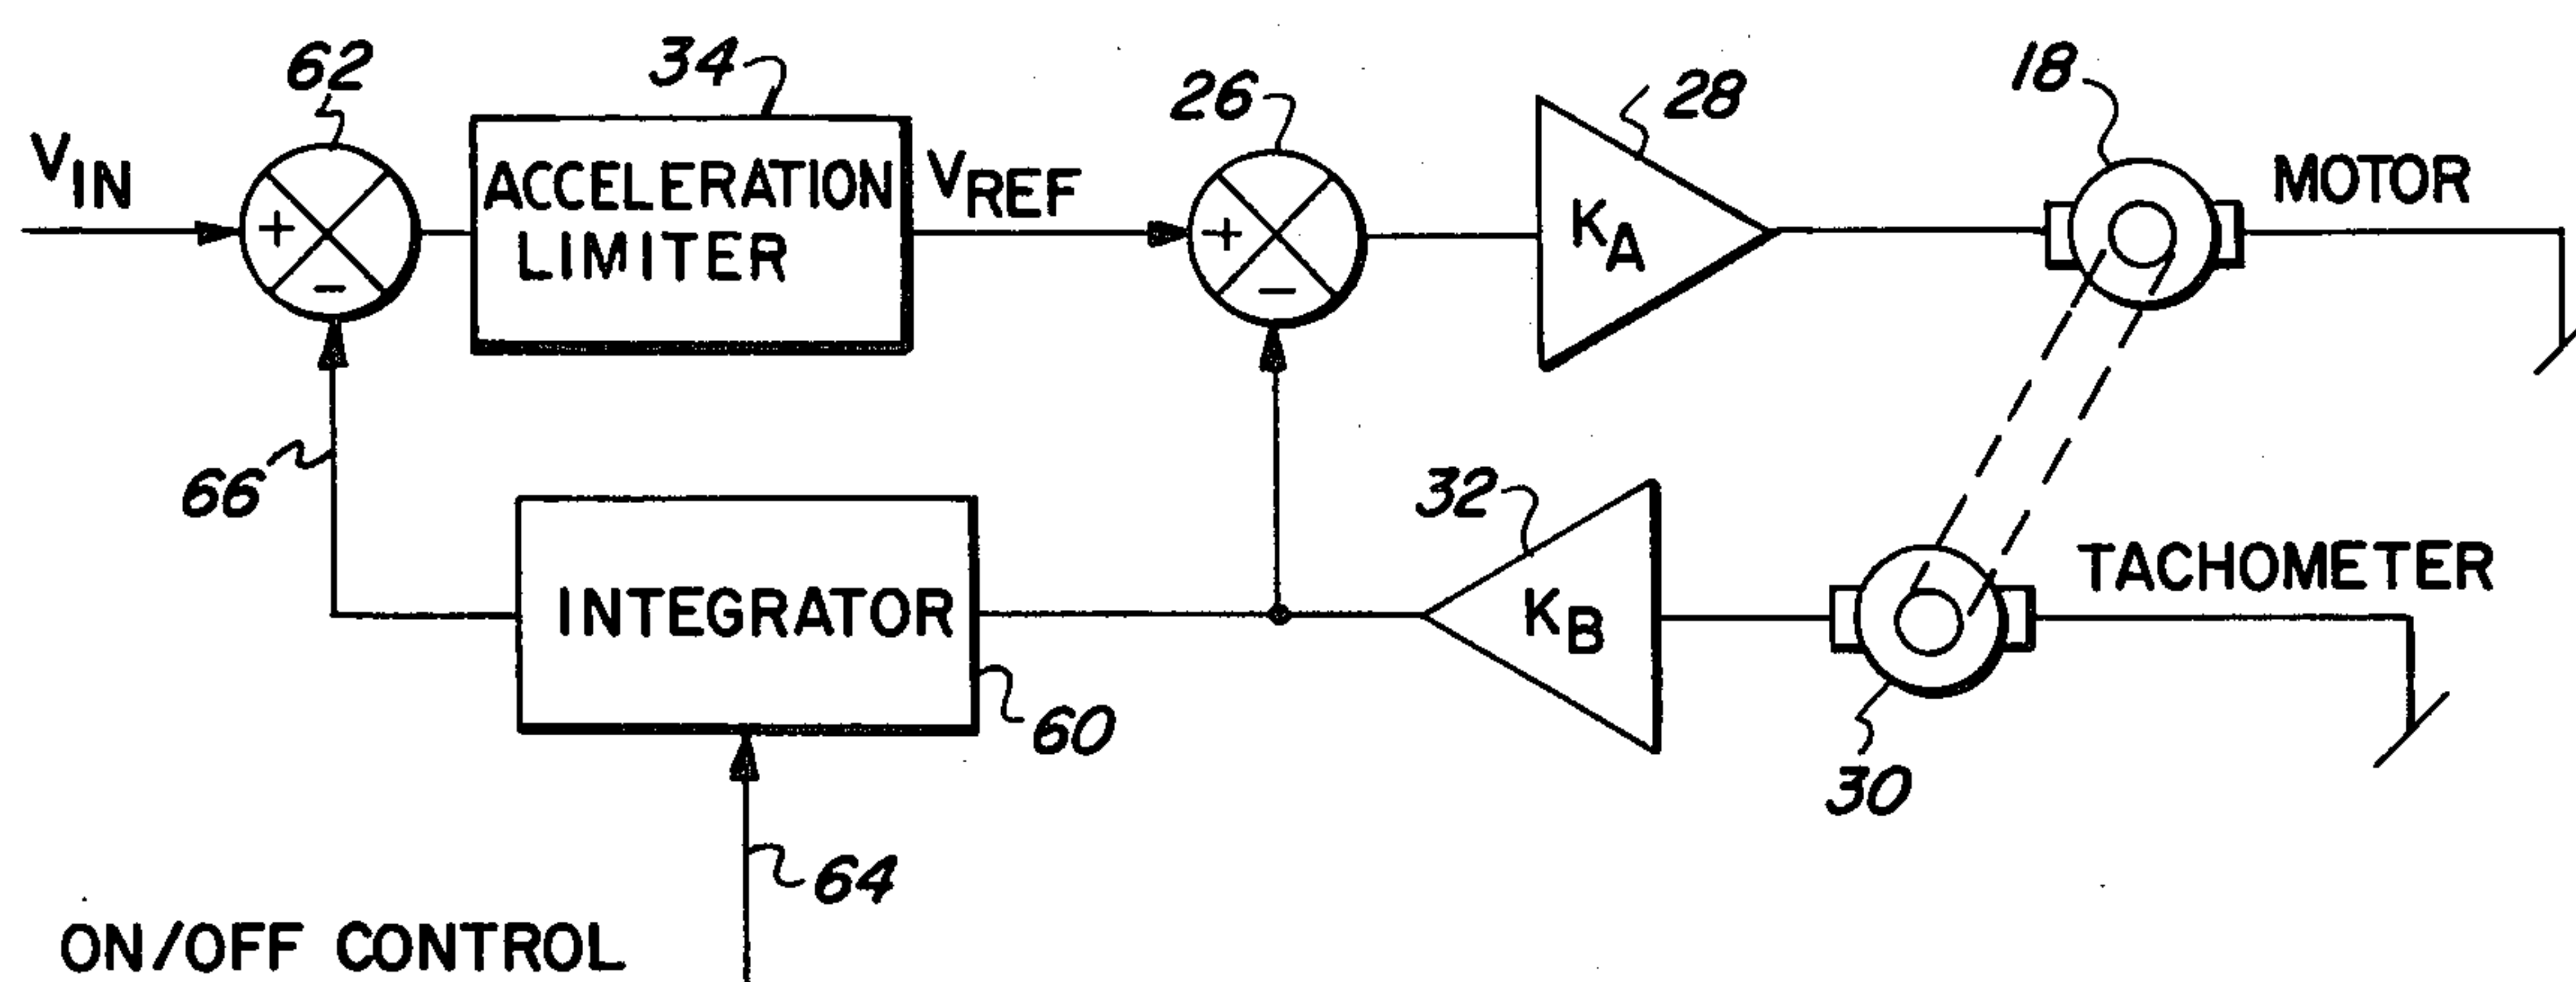 62
34
26
28
18
VIN
+
−
ACCELERATION
LIMITER
VREF
+
−
KA
MOTOR
66
INTEGRATOR
60
32
KB
TACHOMETER
30
64
ON/OFF CONTROL